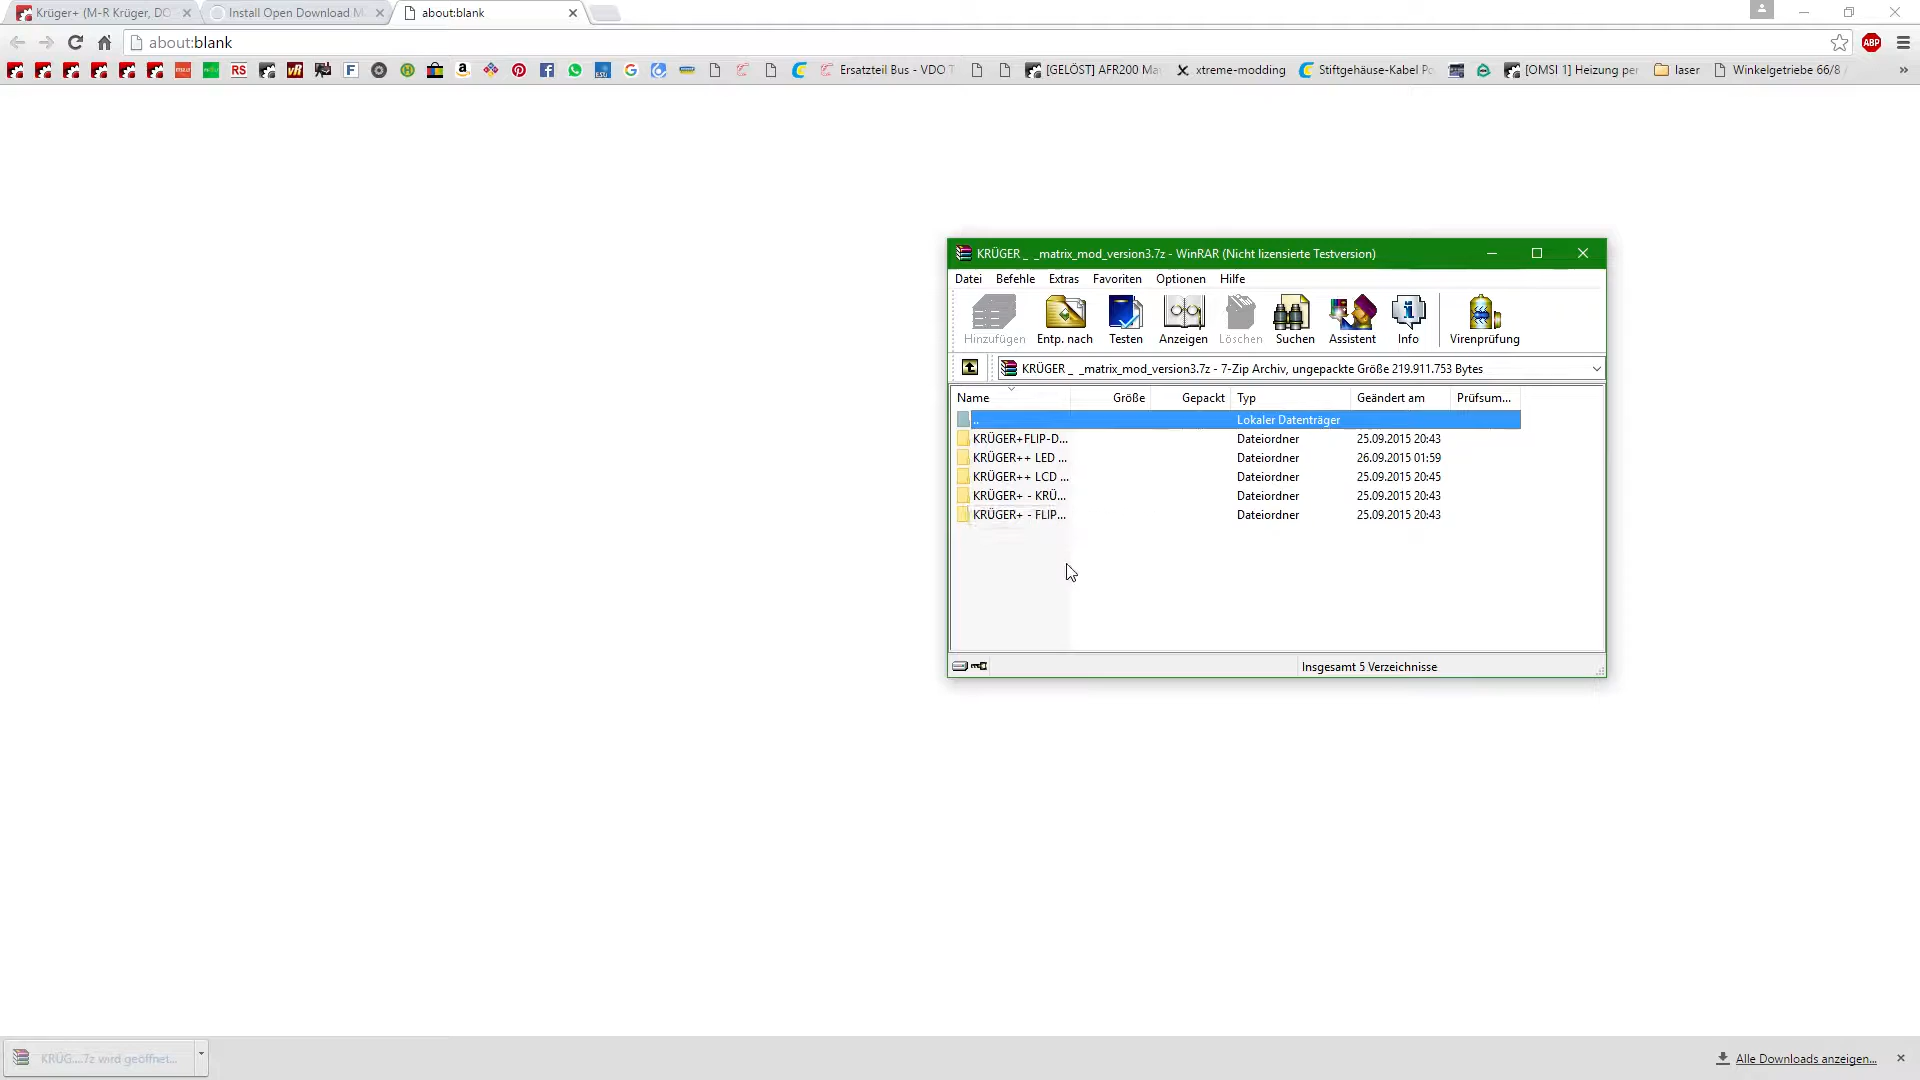 Krüger+ (M-R Krüger, DO
Install Open Download M
about:blank
about:blank
ABP
RS
Ersatzteil Bus - VDO T
[GELÖST] AFR200 Ma
xtreme-modding
Stiftgehäuse-Kabel Po
[OMSI 1] Heizung per
laser
Winkelgetriebe 66/8
KRÜGER _ _matrix_mod_version3.7z - WinRAR (Nicht lizensierte Testversion)
Datei Befehle Extras Favoriten Optionen Hilfe
Hinzufügen Entp. nach Testen Anzeigen Löschen Suchen Assistent Info Virenprüfung
KRÜGER _ _matrix_mod_version3.7z - 7-Zip Archiv, ungepackte Größe 219.911.753 Bytes
Name Größe Gepackt Typ Geändert am Prüfsum...
.. Lokaler Datenträger
KRÜGER+FLIP-D... Dateiordner 25.09.2015 20:43
KRÜGER++ LED ... Dateiordner 26.09.2015 01:59
KRÜGER++ LCD ... Dateiordner 25.09.2015 20:45
KRÜGER+ - KRÜ... Dateiordner 25.09.2015 20:43
KRÜGER+ - FLIP... Dateiordner 25.09.2015 20:43
Insgesamt 5 Verzeichnisse
KRÜG....7z wird geöffnet...
Alle Downloads anzeigen...